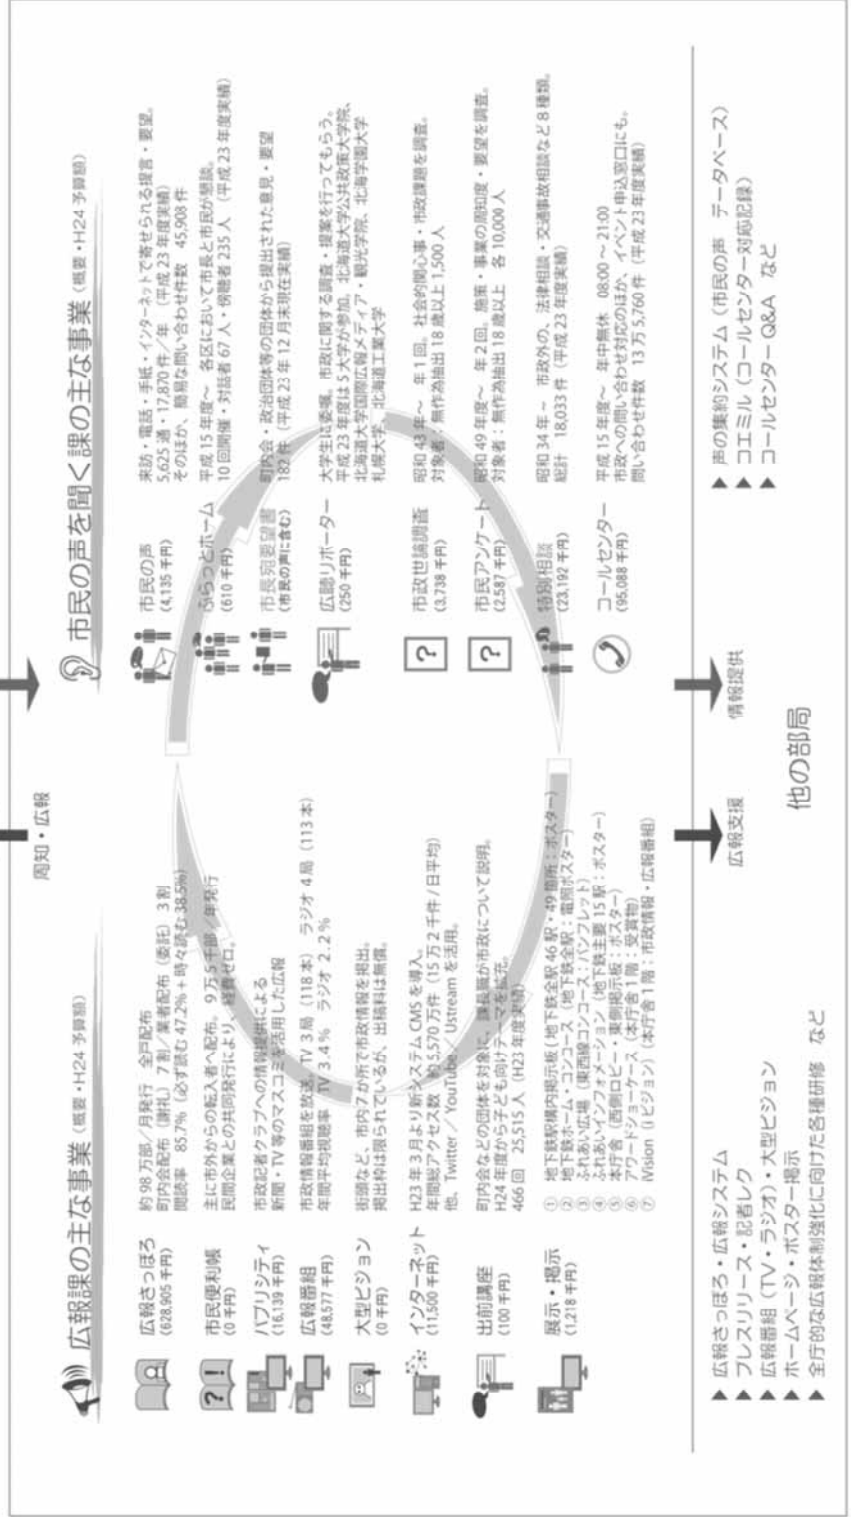 周知・広報
広報課の主な事業（概要・H24 予算額）
広報さっぽろ
（628,905 千円）
約 98 万部／月発行　全戸配布
町内会配布（謝礼）7 割／業者配布（委託）3 割
閲読率　85.7%（必ず読む 47.2%＋時々読む 38.5%）
市民便利帳
（0 千円）
主に市外からの転入者へ配布。9 万 5 千部／年発行
民間企業との共同発行により、経費ゼロ。
パブリシティ
（16,139 千円）
市政記者クラブへの情報提供による
新聞・TV 等のマスコミを活用した広報
広報番組
（48,577 千円）
市政情報番組を放送。TV 3 局（118 本）　ラジオ 4 局（113 本）
年間平均視聴率　TV 3.4％　ラジオ 2.2％
大型ビジョン
（0 千円）
街頭など、市内 7 か所で市政情報を掲出。
掲出枠は限られているが、出稿料は無償。
インターネット
（11,500 千円）
H23 年 3 月より新システム CMS を導入。
年間総アクセス数　約 5,570 万件（15 万 2 千件/日平均）
他、Twitter／YouTube／Ustream を活用。
出前講座
（100 千円）
町内会などの団体を対象に、課長職が市政について説明。
H24 年度から子ども向けテーマを拡充。
466 回　25,515 人（H23 年度実績）
展示・掲示
（1,218 千円）
① 地下鉄駅構内掲示板（地下鉄全駅 46 駅・49 箇所：ポスター）
② 地下鉄ホーム・コンコース（地下鉄全駅：電照ポスター）
③ ふれあい広場（東西線コンコース：パンフレット）
④ ふれあいインフォメーション（地下鉄主要 15 駅：ポスター）
⑤ 本庁舎（西側ロビー・東側掲示板：ポスター）
⑥ アワードショーケース（本庁舎 1 階：受賞物）
⑦ iVision（i ビジョン）（本庁舎 1 階：市政情報・広報番組）
市民の声を聞く課の主な事業（概要・H24 予算額）
市民の声
（4,135 千円）
来訪・電話・手紙・インターネットで寄せられる提言・要望。
5,625 通・17,870 件／年　（平成 23 年度実績）
そのほか、簡易な問い合わせ件数　45,908 件
ふらっとホーム
（610 千円）
平成 15 年度～　各区において市長と市民が懇談。
10 回開催・対話者 67 人・傍聴者 235 人　（平成 23 年度実績）
市長宛要望書
（市民の声に含む）
町内会・政治団体等の団体から提出された意見・要望
182 件（平成 23 年 12 月末現在実績）
広聴リポーター
（250 千円）
大学生に委嘱。市政に関する調査・提案を行ってもらう。
平成 23 年度は 5 大学が参加。北海道大学公共政策大学院、
北海道大学国際広報メディア・観光学院、北海学園大学
札幌大学、北海道工業大学
市政世論調査
（3,738 千円）
昭和 43 年～　年 1 回。社会的関心事・市政課題を調査。
対象者：無作為抽出 18 歳以上 1,500 人
市民アンケート
（2,587 千円）
昭和 49 年度～　年 2 回。施策・事業の周知度・要望を調査。
対象者：無作為抽出 18 歳以上　各 10,000 人
特別相談
（23,192 千円）
昭和 34 年～　市政外の、法律相談・交通事故相談など 8 種類。
総計　18,033 件（平成 23 年度実績）
コールセンター
（95,088 千円）
平成 15 年度～　年中無休　08:00～21:00
市政への問い合わせ対応のほか、イベント申込窓口にも。
問い合わせ件数　13 万 5,760 件（平成 23 年度実績）
広報支援
情報提供
他の部局
▶ 広報さっぽろ・広報システム
▶ プレスリリース・記者レク
▶ 広報番組（TV・ラジオ）・大型ビジョン
▶ ホームページ・ポスター掲示
▶ 全庁的な広報体制強化に向けた各種研修　など
▶ 声の集約システム（市民の声　データベース）
▶ コエミル（コールセンター対応記録）
▶ コールセンター Q&A　など